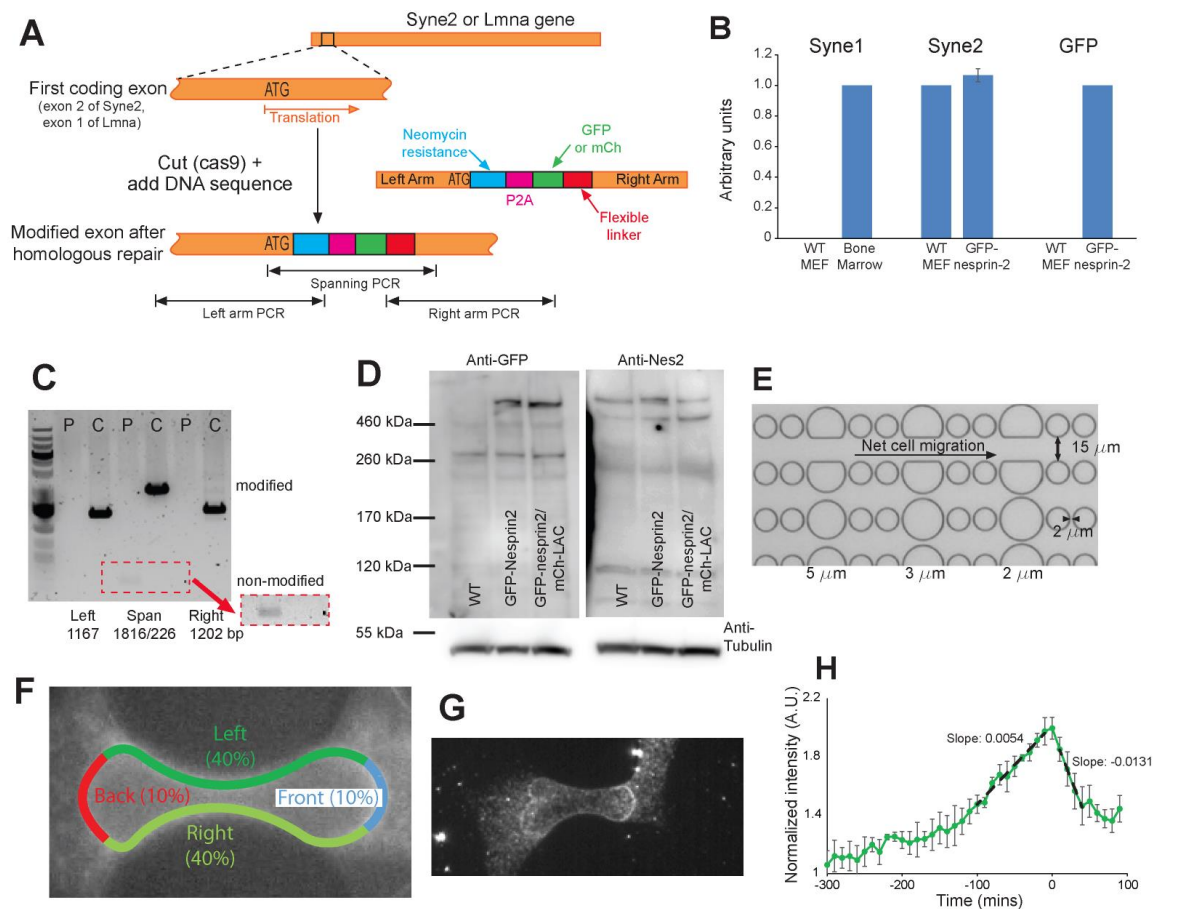 A
Syne2 or Lmna gene
First coding exon
(exon 2 of Syne2,
exon 1 of Lmna)
ATG
Translation
Cut (cas9) +
add DNA sequence
Neomycin
resistance
GFP
or mCh
Left Arm
ATG
Right Arm
P2A
Flexible
linker
Modified exon after
homologous repair
ATG
Spanning PCR
Left arm PCR
Right arm PCR
B
Syne1
Syne2
GFP
Arbitrary units
1.2
1.0
0.8
0.6
0.4
0.2
0
WT Bone WT GFP- WT GFP-
MEF Marrow MEF nesprin-2 MEF nesprin-2
C
P C P C P C
modified
non-modified
Left Span Right
1167 1816/226 1202 bp
D
Anti-GFP
Anti-Nes2
460 kDa
260 kDa
170 kDa
120 kDa
55 kDa
WT
GFP-Nesprin2
GFP-nesprin2/
mCh-LAC
WT
GFP-Nesprin2
GFP-nesprin2/
mCh-LAC
Anti-
Tubulin
E
Net cell migration
15 μm
2 μm
5 μm
3 μm
2 μm
F
Left
(40%)
Back (10%)
Front (10%)
Right
(40%)
G
H
Normalized intensity (A.U.)
2.2
1.8
1.4
1
Slope: 0.0054
Slope: -0.0131
-300 -200 -100 0 100
Time (mins)